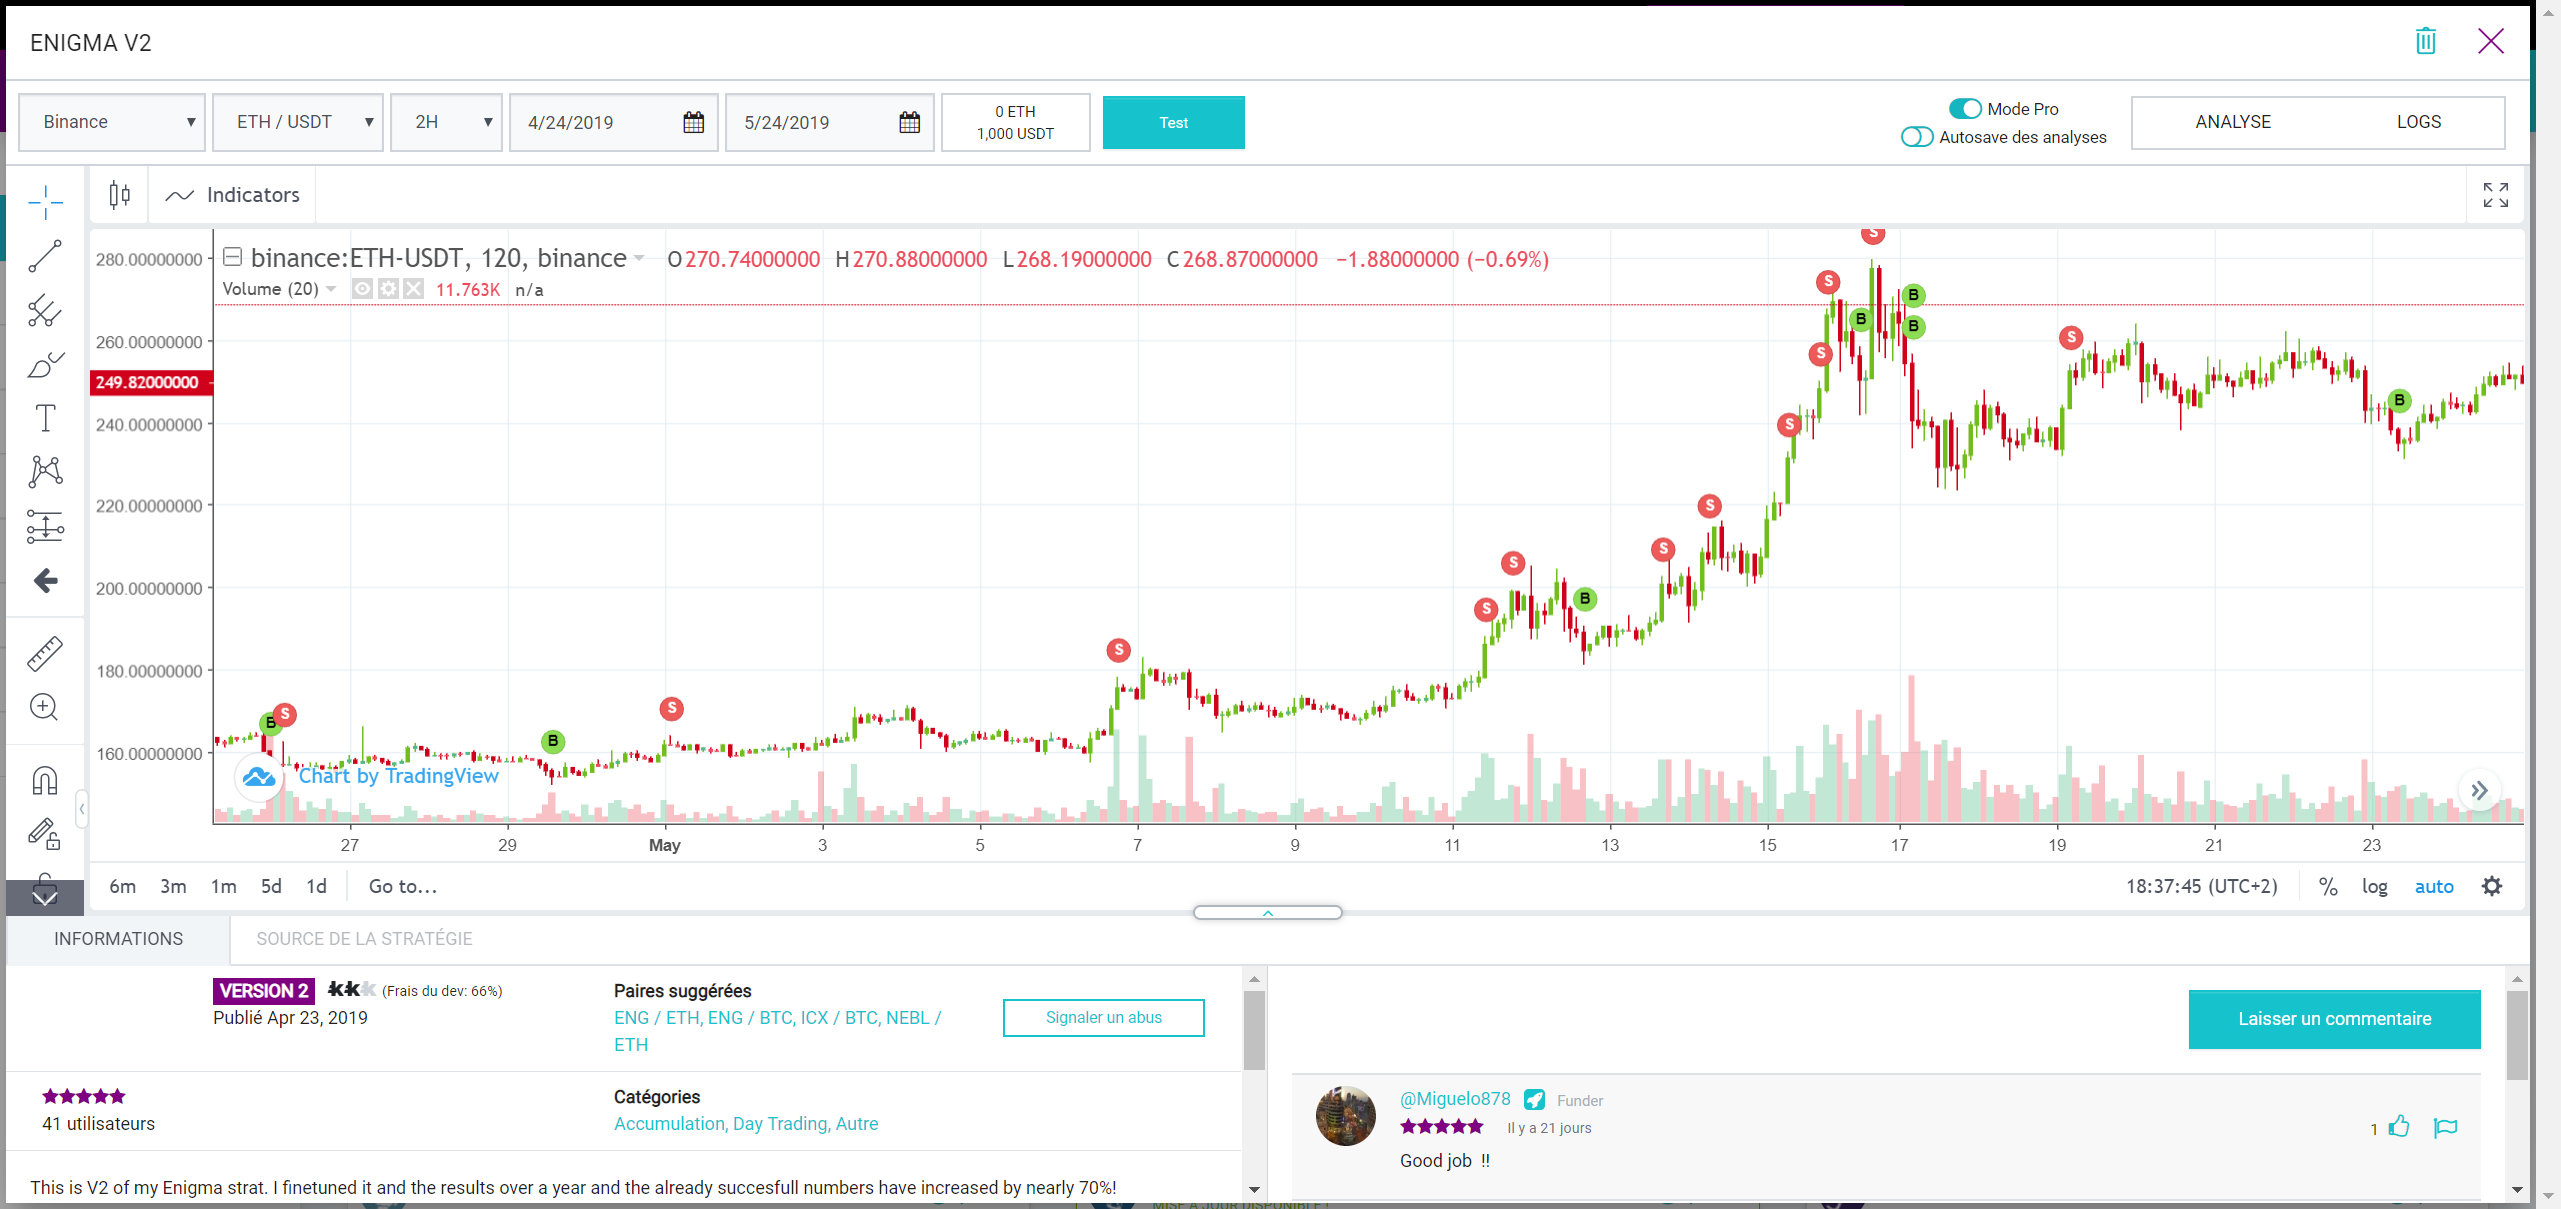 ENIGMA V2
Binance ETH / USDT 2H 4/24/2019 5/24/2019
0 ETH
1,000 USDT
Test
Mode Pro
Autosave des analyses
ANALYSE LOGS
Indicators
binance:ETH-USDT, 120, binance O270.74000000 H270.88000000 L268.19000000 C268.87000000 −1.88000000 (−0.69%)
Volume (20) 11.763K n/a
280.00000000
260.00000000
249.82000000
240.00000000
220.00000000
200.00000000
180.00000000
160.00000000
S
S B
B B
S
S
B
S
S
S
S
B
S
S
S
S
B S
B
Chart by TradingView
27 29 May 3 5 7 9 11 13 15 17 19 21 23
6m 3m 1m 5d 1d Go to... 18:37:45 (UTC+2) % log auto
INFORMATIONS SOURCE DE LA STRATÉGIE
VERSION 2 kkk (Frais du dev: 66%)
Publié Apr 23, 2019
Paires suggérées
ENG / ETH, ENG / BTC, ICX / BTC, NEBL /
ETH
Signaler un abus
41 utilisateurs
Catégories
Accumulation, Day Trading, Autre
This is V2 of my Enigma strat. I finetuned it and the results over a year and the already succesfull numbers have increased by nearly 70%!
Laisser un commentaire
@Miguelo878 Funder
Il y a 21 jours
1
Good job !!
MISE À JOUR DISPONIBLE !